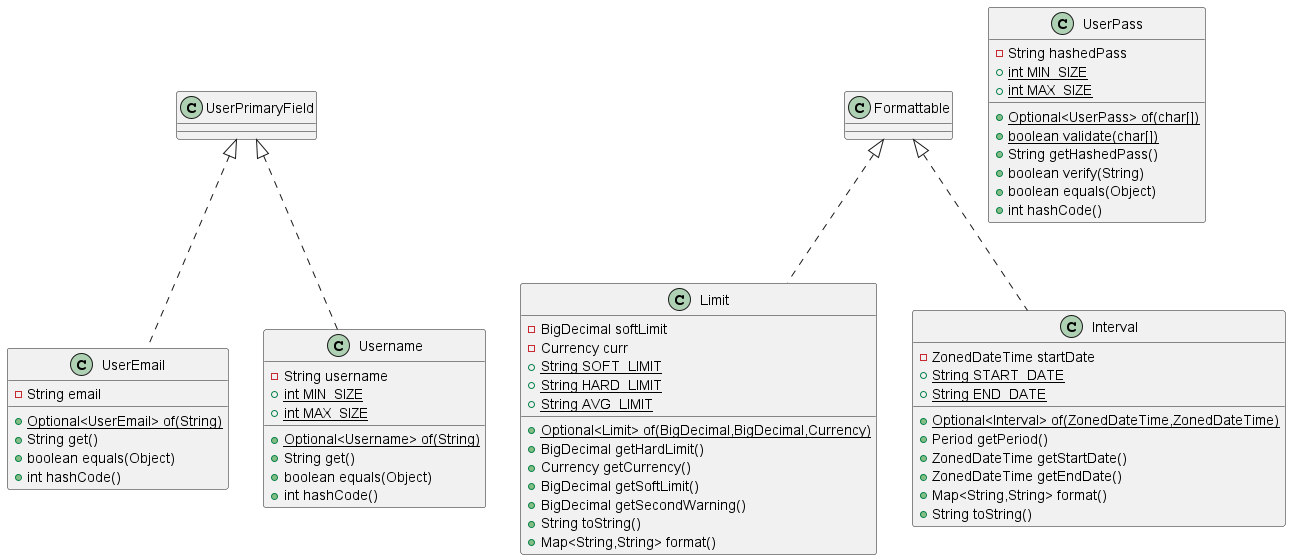 C UserPass
String hashedPass
int MIN_SIZE
int MAX_SIZE
Optional<UserPass> of(char[])
boolean validate(char[])
String getHashedPass()
boolean verify(String)
boolean equals(Object)
int hashCode()
C UserPrimaryField
C Formattable
C UserEmail
String email
Optional<UserEmail> of(String)
String get()
boolean equals(Object)
int hashCode()
C Username
String username
int MIN_SIZE
int MAX_SIZE
Optional<Username> of(String)
String get()
boolean equals(Object)
int hashCode()
C Limit
BigDecimal softLimit
Currency curr
String SOFT_LIMIT
String HARD_LIMIT
String AVG_LIMIT
Optional<Limit> of(BigDecimal,BigDecimal,Currency)
BigDecimal getHardLimit()
Currency getCurrency()
BigDecimal getSoftLimit()
BigDecimal getSecondWarning()
String toString()
Map<String,String> format()
C Interval
ZonedDateTime startDate
String START_DATE
String END_DATE
Optional<Interval> of(ZonedDateTime,ZonedDateTime)
Period getPeriod()
ZonedDateTime getStartDate()
ZonedDateTime getEndDate()
Map<String,String> format()
String toString()